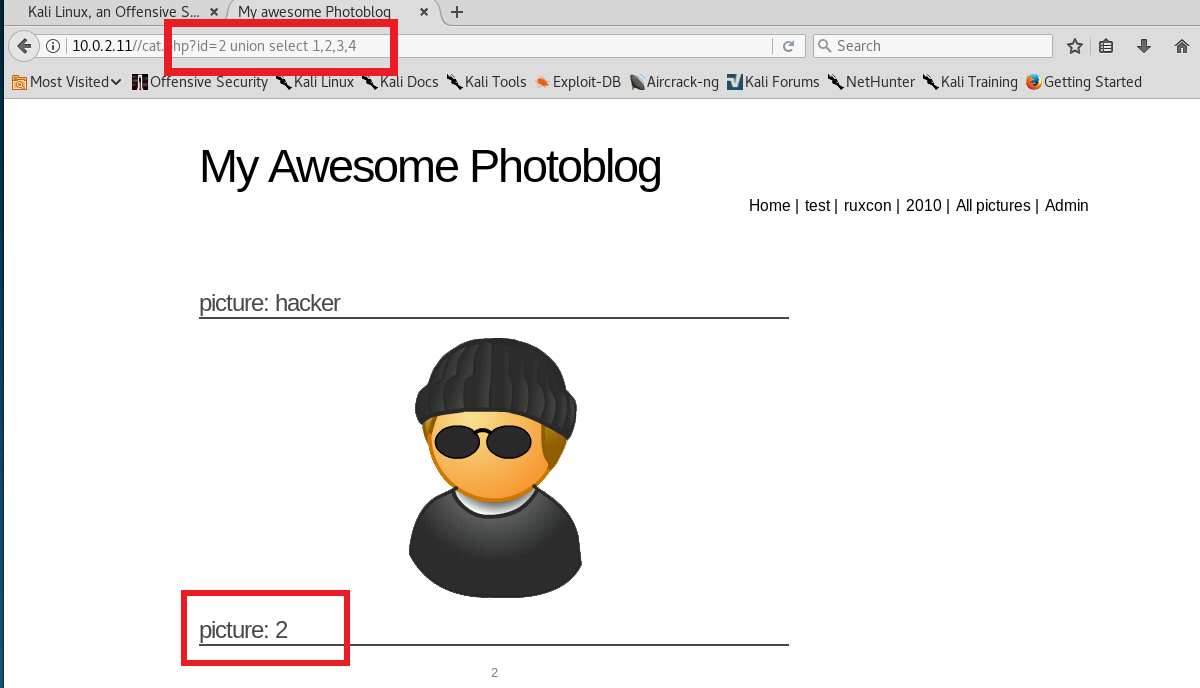 Kali Linux, an Offensive S... × My awesome Photoblog × +
10.0.2.11//cat.php?id=2 union select 1,2,3,4 Search
Most Visited Offensive Security Kali Linux Kali Docs Kali Tools Exploit-DB Aircrack-ng Kali Forums NetHunter Kali Training Getting Started
My Awesome Photoblog
Home | test | ruxcon | 2010 | All pictures | Admin
picture: hacker
picture: 2
2